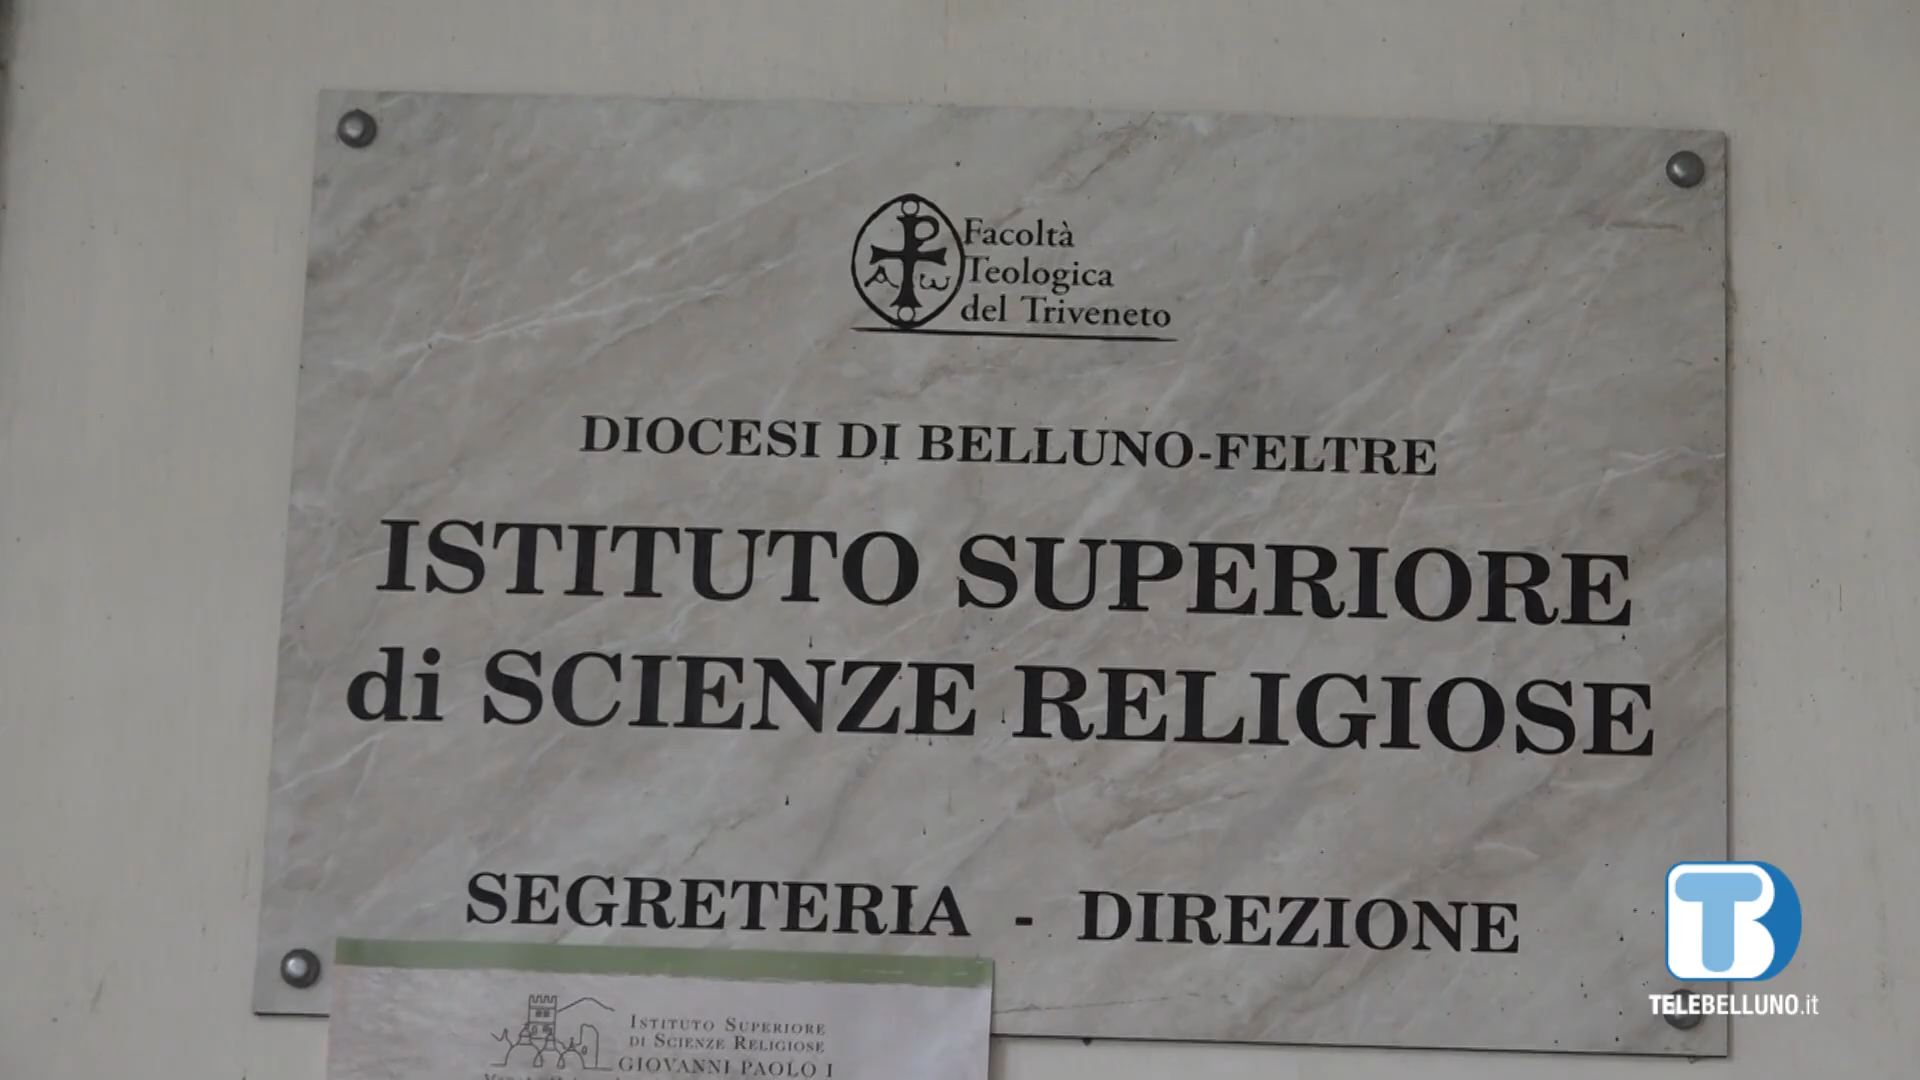 Facoltà
Teologica
del Triveneto
DIOCESI DI BELLUNO-FELTRE
ISTITUTO SUPERIORE
di SCIENZE RELIGIOSE
SEGRETERIA - DIREZIONE
ISTITUTO SUPERIORE
DI SCIENZE RELIGIOSE
GIOVANNI PAOLO I
TB
TELEBELLUNO.it